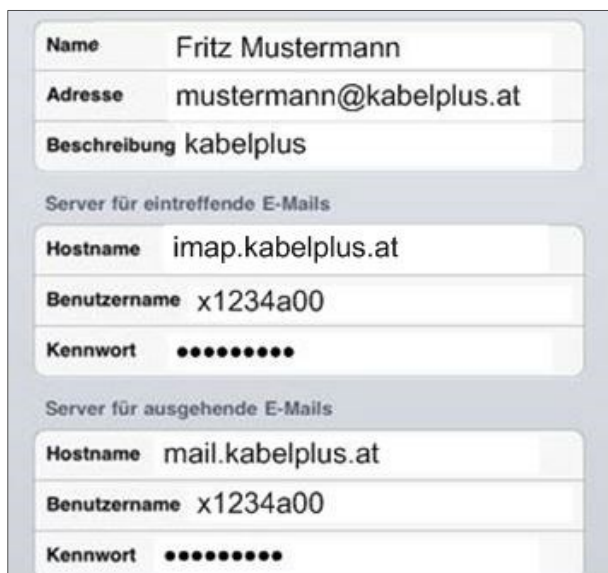 Name Fritz Mustermann
Adresse mustermann@kabelplus.at
Beschreibung kabelplus
Server für eintreffende E-Mails
Hostname imap.kabelplus.at
Benutzername x1234a00
Kennwort •••••••••
Server für ausgehende E-Mails
Hostname mail.kabelplus.at
Benutzername x1234a00
Kennwort •••••••••